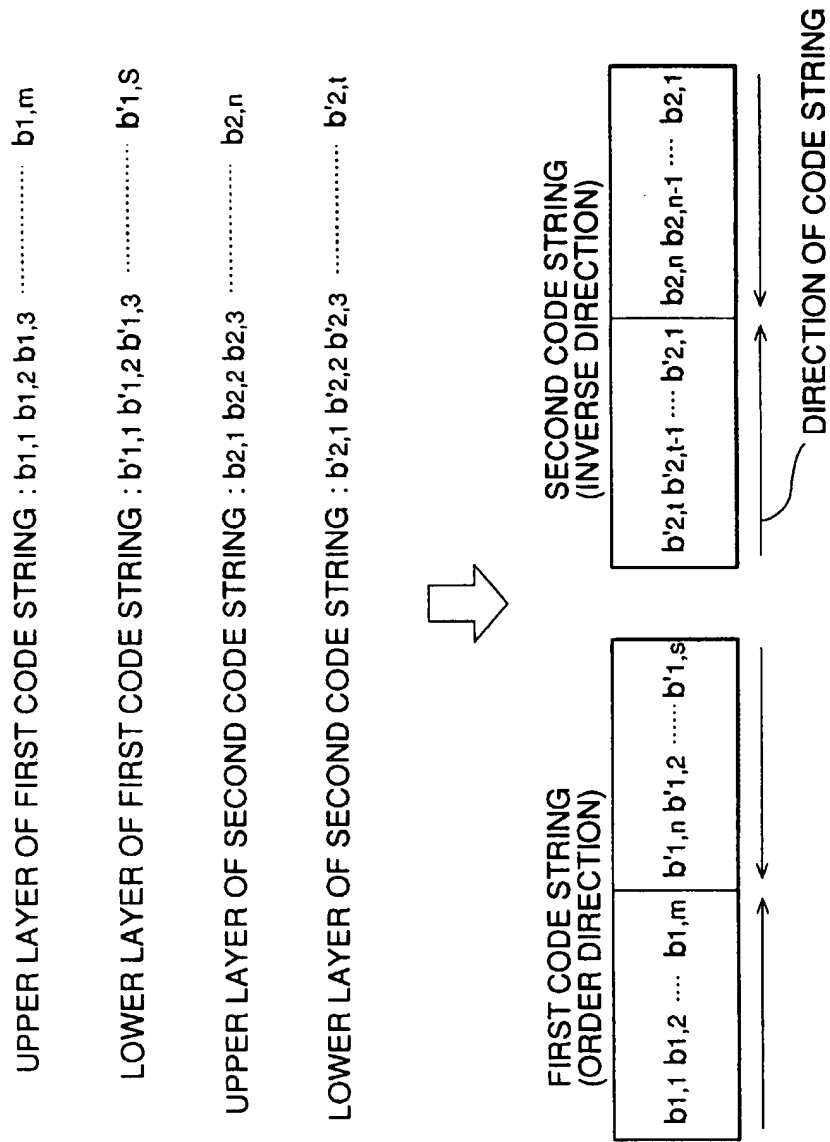 UPPER LAYER OF FIRST CODE STRING : b1,1 b1,2 b1,3 .................. b1,m
LOWER LAYER OF FIRST CODE STRING : b'1,1 b'1,2 b'1,3 .................. b'1,S
UPPER LAYER OF SECOND CODE STRING : b2,1 b2,2 b2,3 .................. b2,n
LOWER LAYER OF SECOND CODE STRING : b'2,1 b'2,2 b'2,3 .................. b'2,t
FIRST CODE STRING
(ORDER DIRECTION)
b1,1 b1,2 .... b1,m
b'1,n b'1,2 ...... b'1,s
SECOND CODE STRING
(INVERSE DIRECTION)
b'2,t b'2,t-1 .... b'2,1
b2,n b2,n-1 .... b2,1
DIRECTION OF CODE STRING